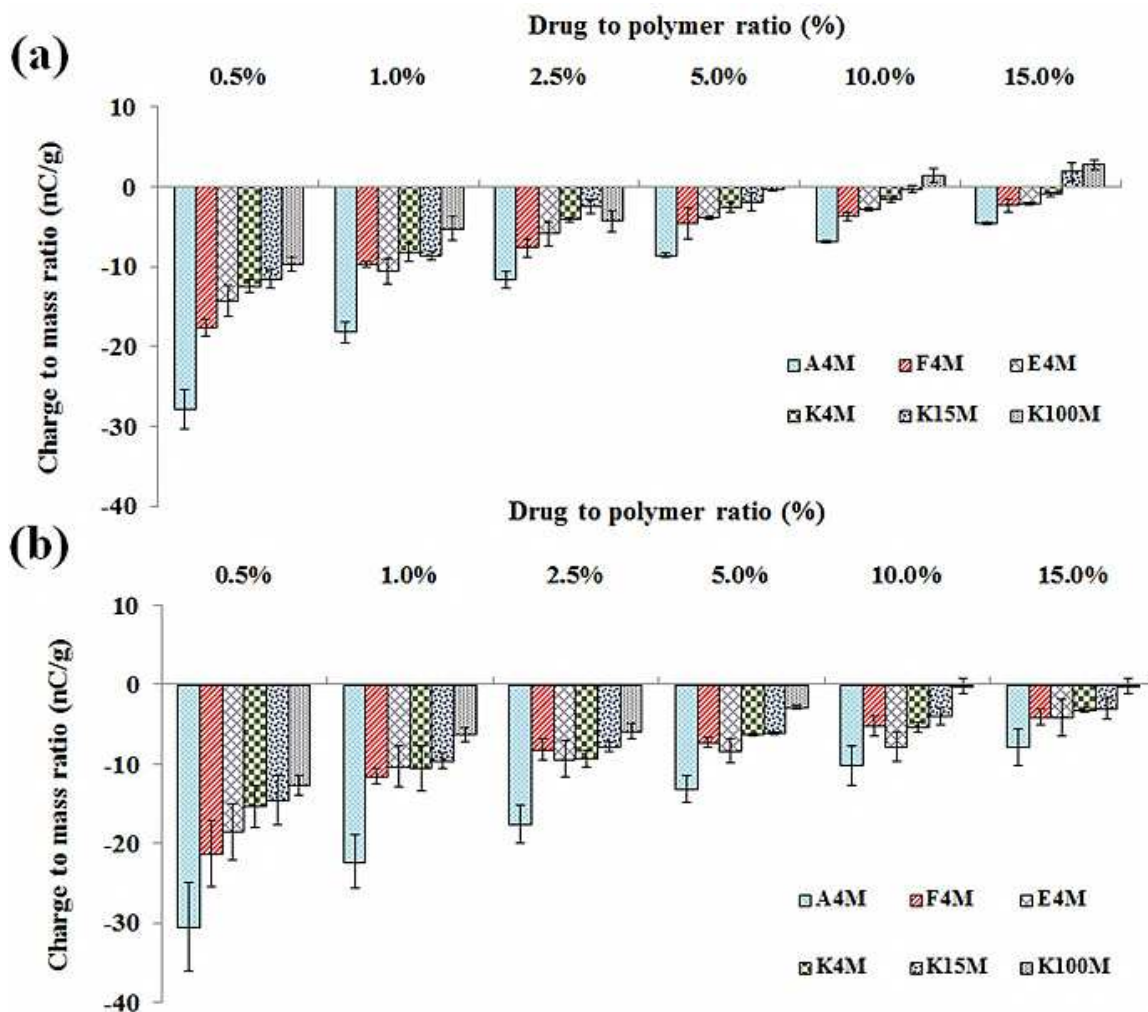 (a)
Drug to polymer ratio (%)
0.5% 1.0% 2.5% 5.0% 10.0% 15.0%
Charge to mass ratio (nC/g)
10
0
-10
-20
-30
-40
A4M F4M E4M
K4M K15M K100M
(b)
Drug to polymer ratio (%)
0.5% 1.0% 2.5% 5.0% 10.0% 15.0%
Charge to mass ratio (nC/g)
10
0
-10
-20
-30
-40
A4M F4M E4M
K4M K15M K100M